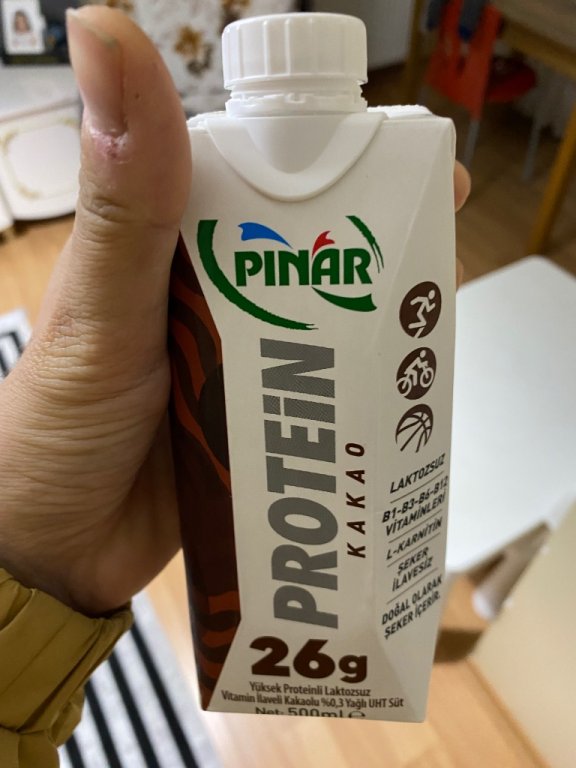 PINAR
PROTEiN
KAKAO
LAKTOZSUZ
B1-B3-B6-B12
VİTAMİNLERİ
L-KARNİTİN
ŞEKER
İLAVESİZ
DOĞAL OLARAK
ŞEKER İÇERİR.
26g
Yüksek Proteinli Laktozsuz
Vitamin İlaveli Kakaolu %0,3 Yağlı UHT Süt
Net: 500ml ℮